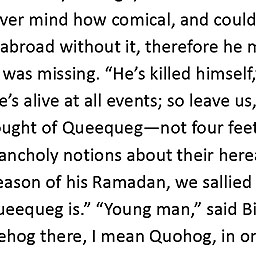 ver mind how comical, and could
abroad without it, therefore he m
was missing. “He’s killed himself,
e’s alive at all events; so leave us,
ought of Queequeg—not four feet
ancholy notions about their herea
eason of his Ramadan, we sallied
ueequeg is.” “Young man,” said Bi
ehog there, I mean Quohog, in or